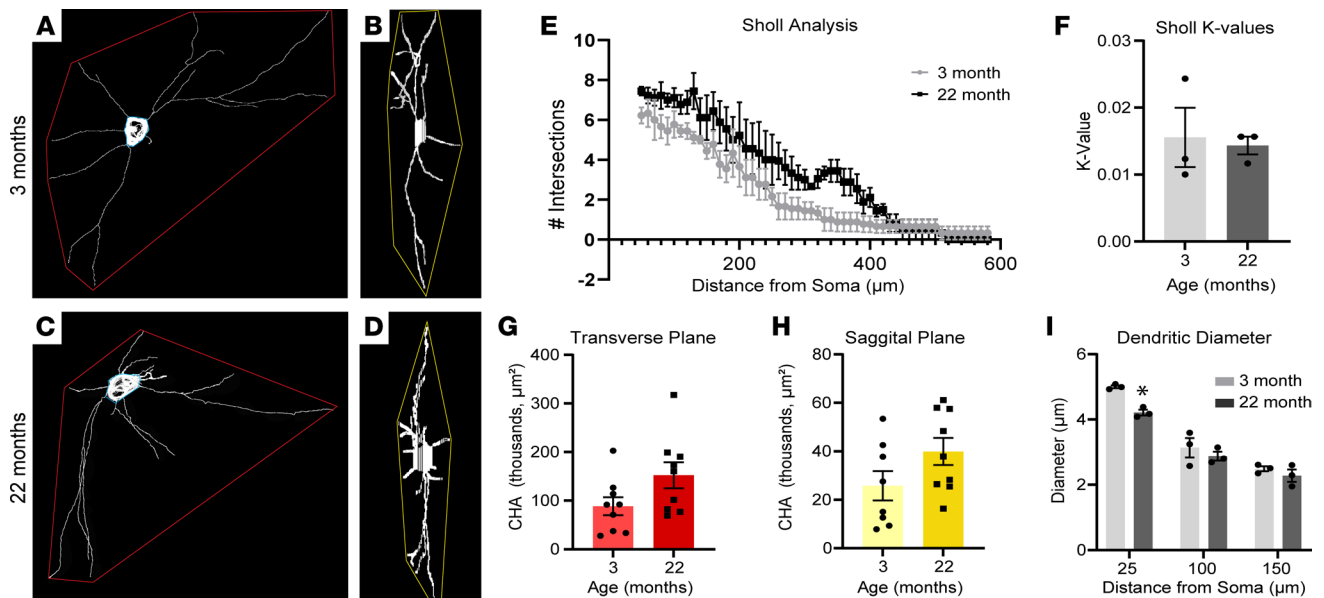 A
3 months
B
C
22 months
D
E
Sholl Analysis
# Intersections
10
8
6
4
2
0
-2
200
400
600
Distance from Soma (µm)
3 month
22 month
F
Sholl K-values
K-Value
0.03
0.02
0.01
0.00
3
22
Age (months)
G
Transverse Plane
CHA (thousands, µm²)
400
300
200
100
0
3
22
Age (months)
H
Saggital Plane
CHA (thousands, µm²)
80
60
40
20
0
3
22
Age (months)
I
Dendritic Diameter
Diameter (µm)
6
4
2
0
3 month
22 month
*
25
100
150
Distance from Soma (µm)